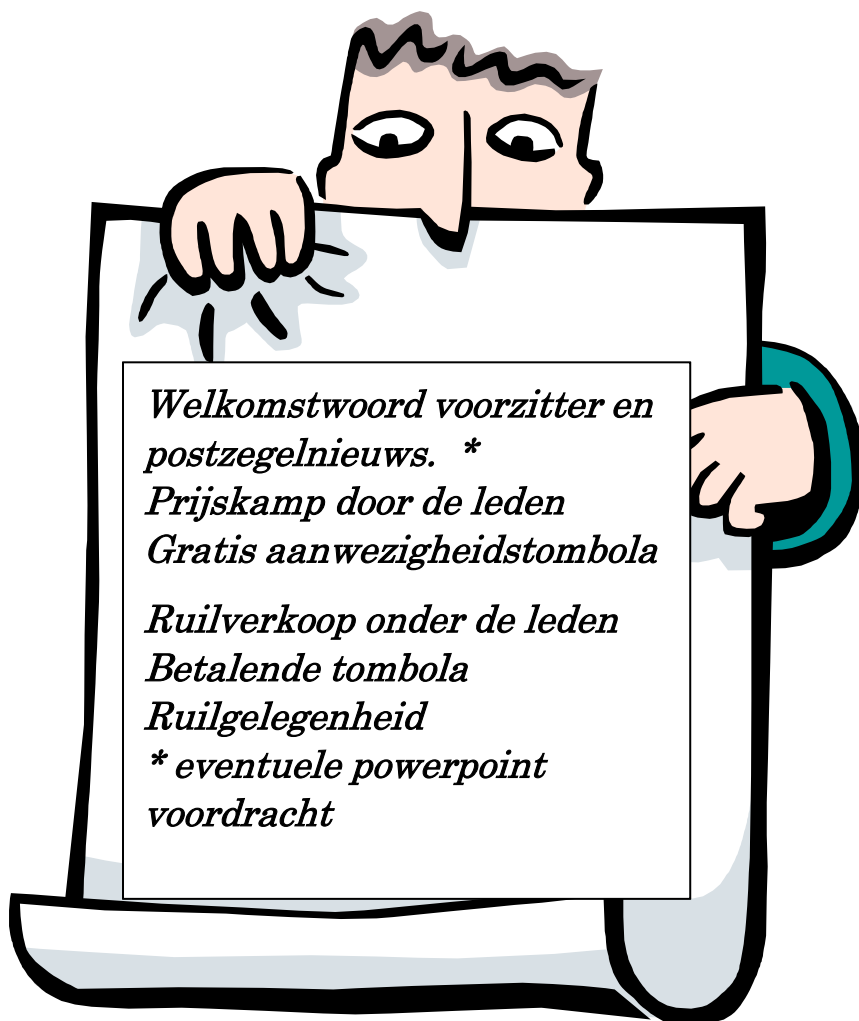 Welkomstwoord voorzitter en
postzegelnieuws. *
Prijskamp door de leden
Gratis aanwezigheidstombola
Ruilverkoop onder de leden
Betalende tombola
Ruilgelegenheid
* eventuele powerpoint
voordracht